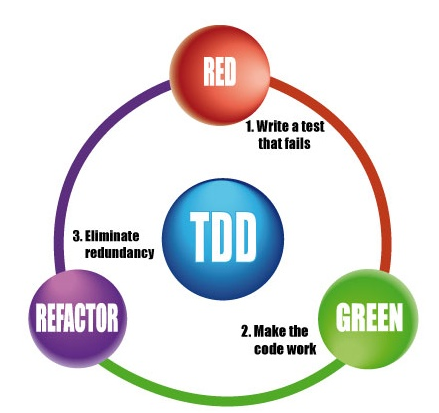 RED
1. Write a test
that fails
TDD
3. Eliminate
redundancy
REFACTOR
GREEN
2. Make the
code work